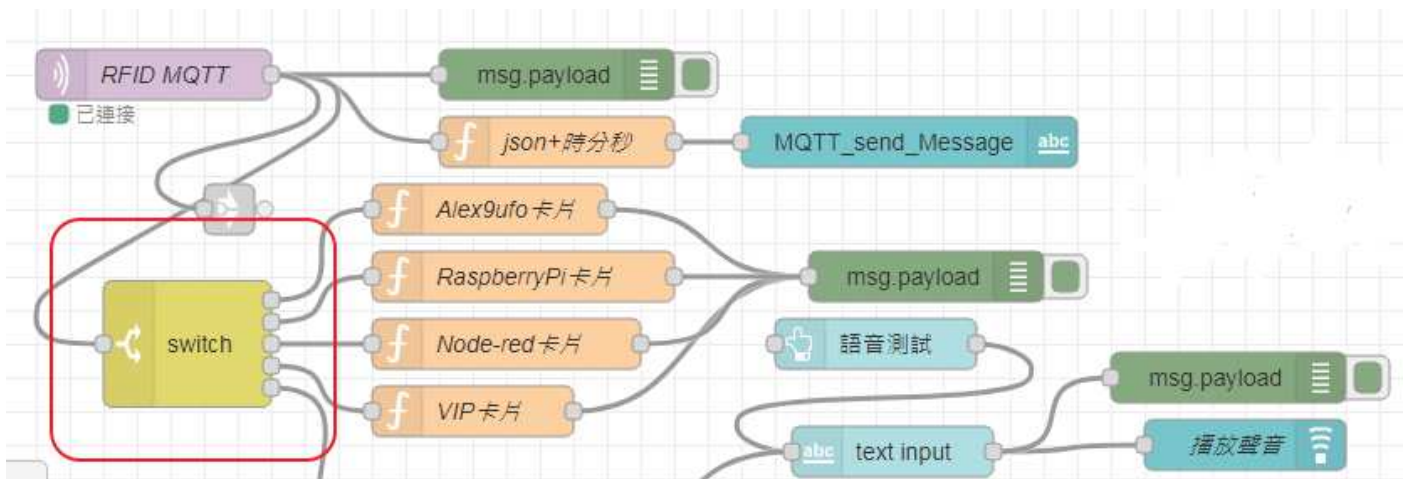 RFID MQTT
msg.payload
已連接
json+時分秒
MQTT_send_Message
abc
Alex9ufo卡片
RaspberryPi卡片
msg.payload
switch
Node-red卡片
語音測試
msg.payload
VIP卡片
abc
text input
播放聲音